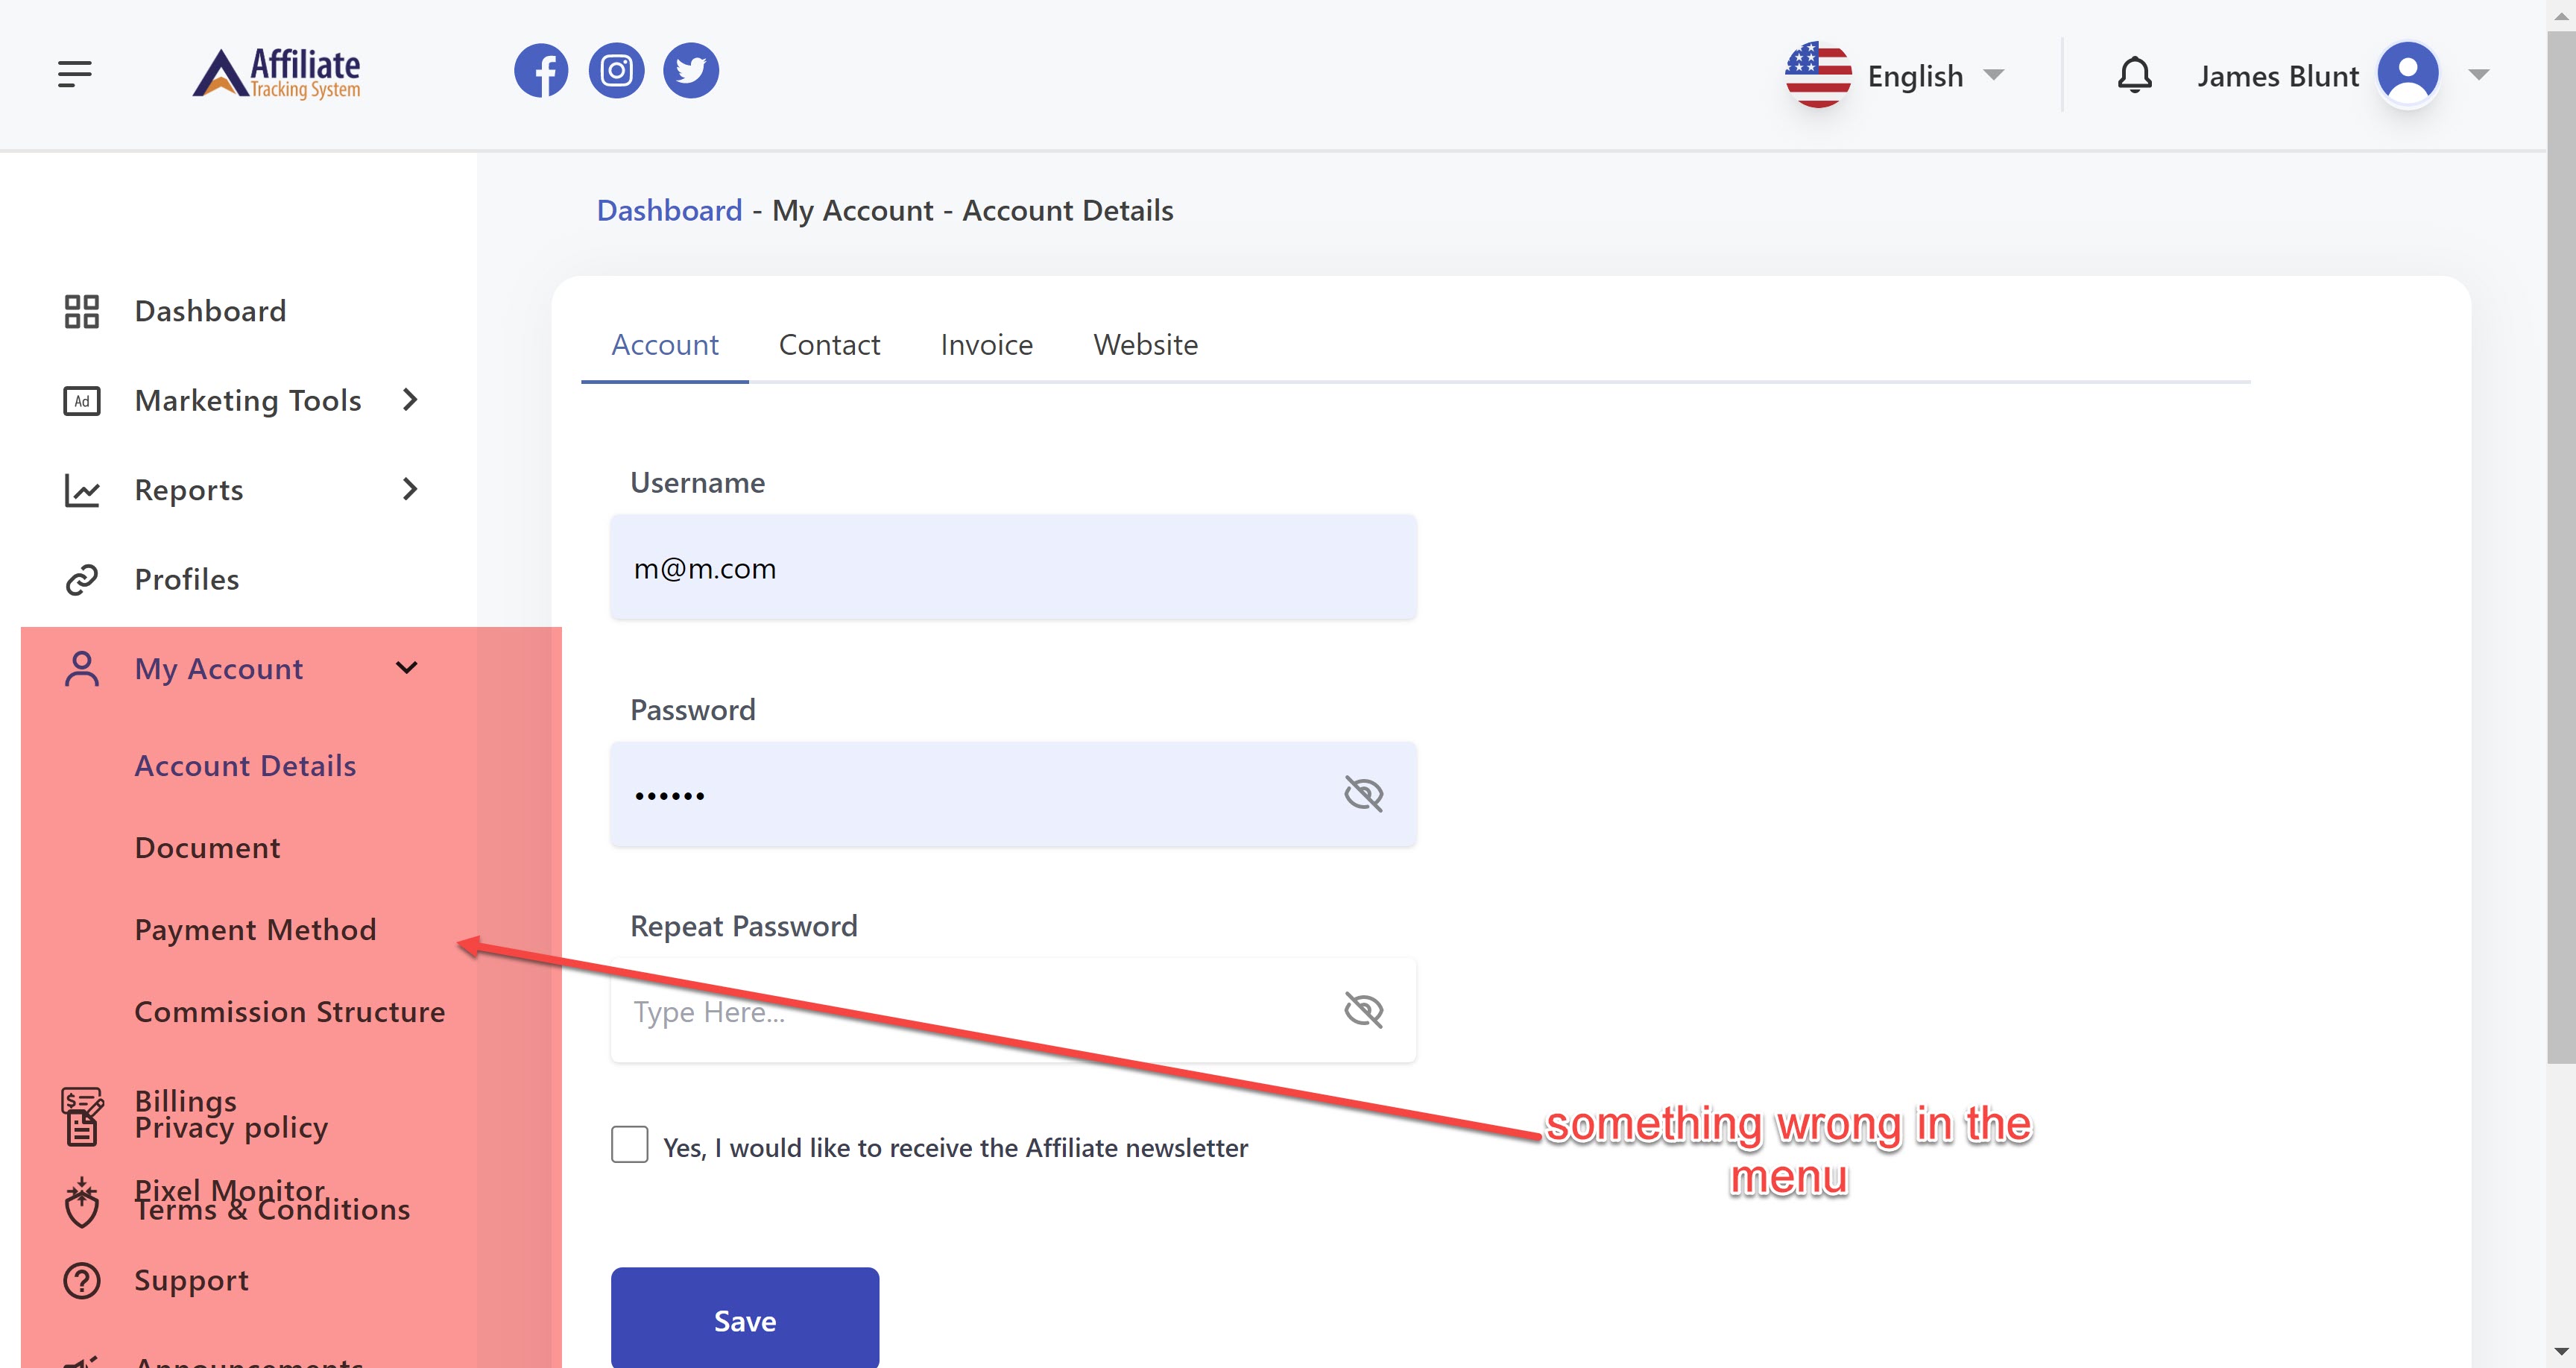 Affiliate
Tracking System
English
James Blunt
Dashboard - My Account - Account Details
Dashboard
Ad
Marketing Tools
Reports
Profiles
My Account
Account Details
Document
Payment Method
Commission Structure
Billings
Privacy policy
Pixel Monitor
Terms & Conditions
Support
Announcements
Account
Contact
Invoice
Website
Username
m@m.com
Password
••••••
Repeat Password
Type Here...
Yes, I would like to receive the Affiliate newsletter
Save
something wrong in the
menu